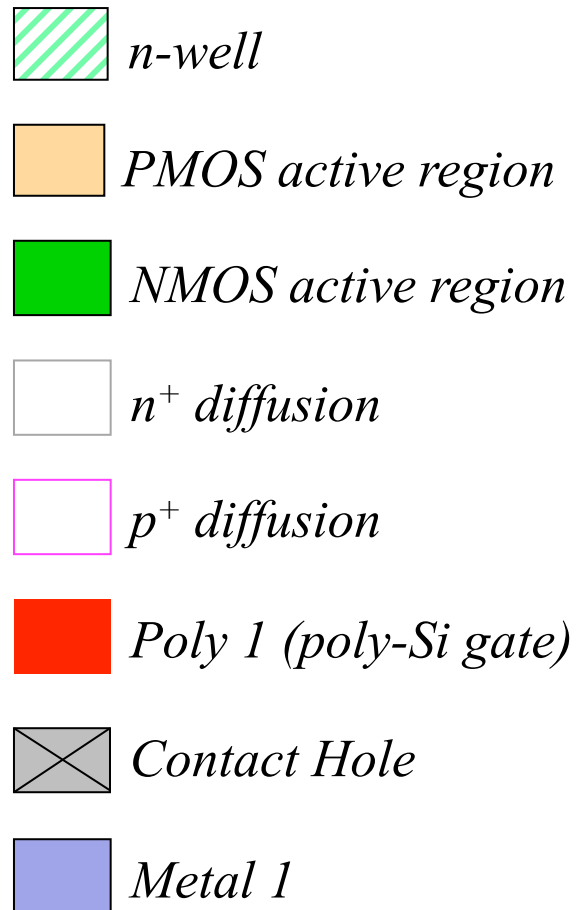 n-well
PMOS active region
NMOS active region
n⁺ diffusion
p⁺ diffusion
Poly 1 (poly-Si gate)
Contact Hole
Metal 1